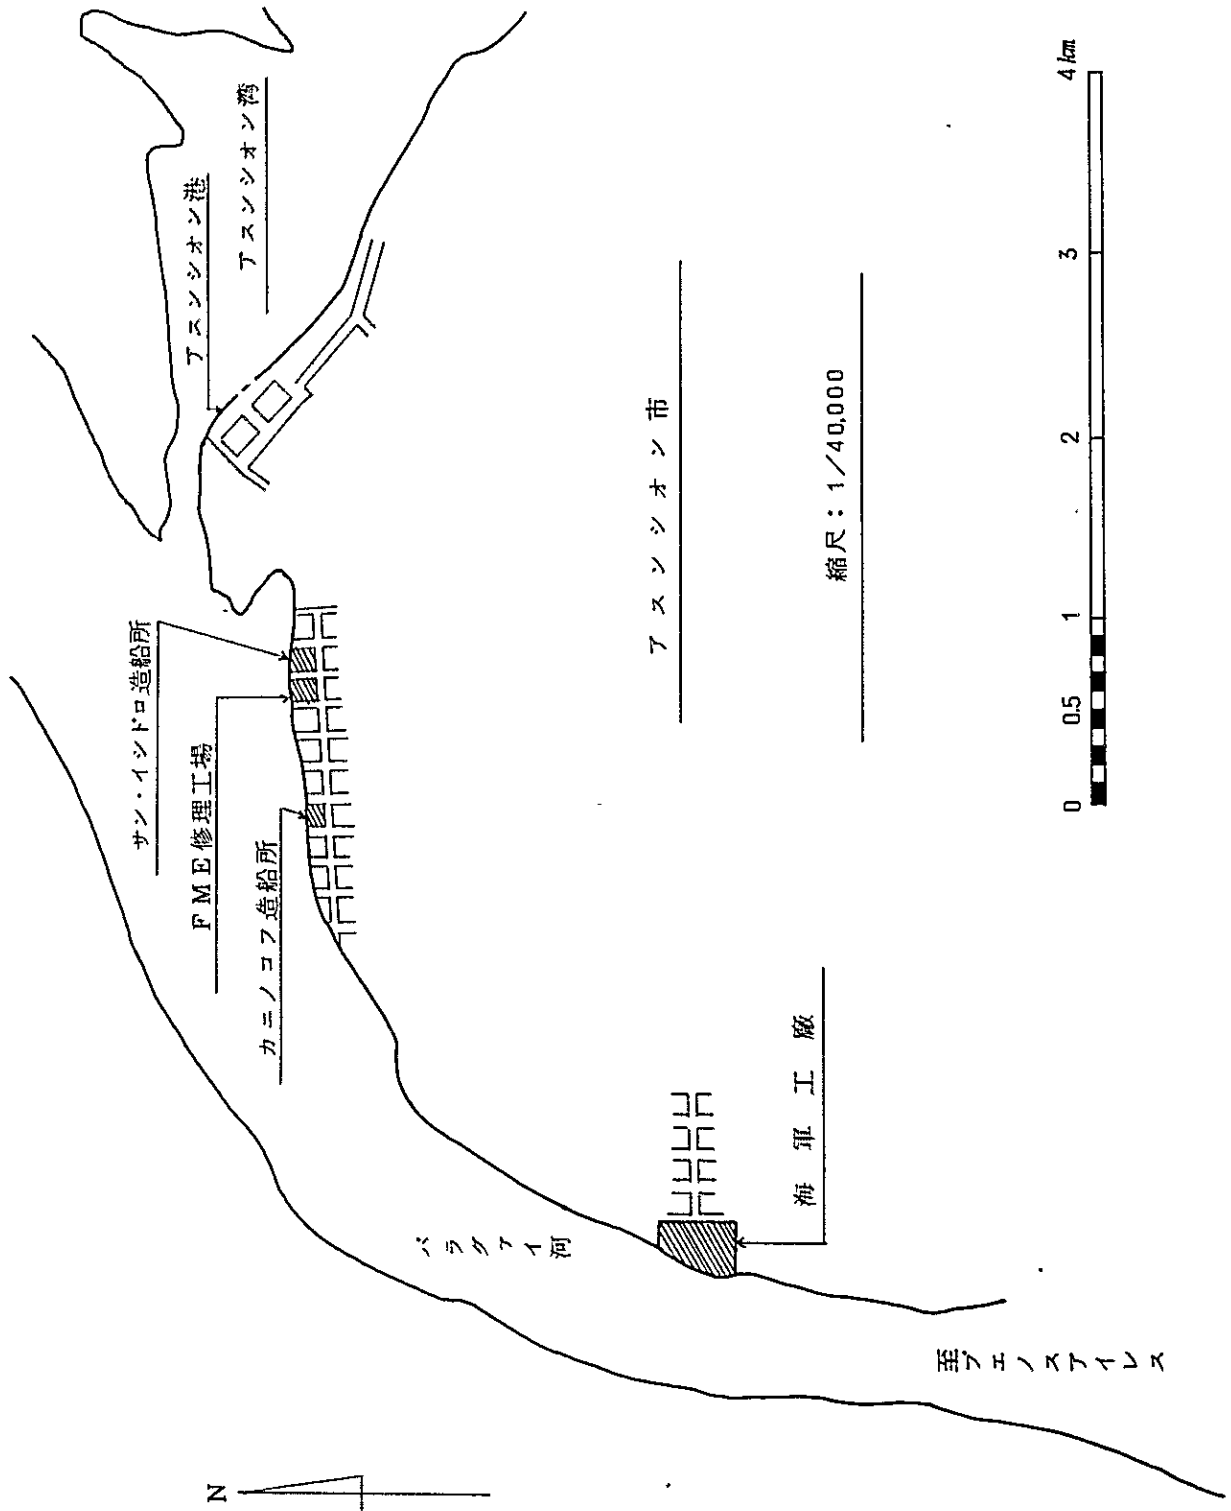 N
アスンシオン港
アスンシオン湾
サン・イシドロ造船所
FME修理工場
カニノコフ造船所
パラグアイ河
アスンシオン市
縮尺：1/40,000
海軍工廠
至ブエノスアイレス
0 0.5 1 2 3 4km